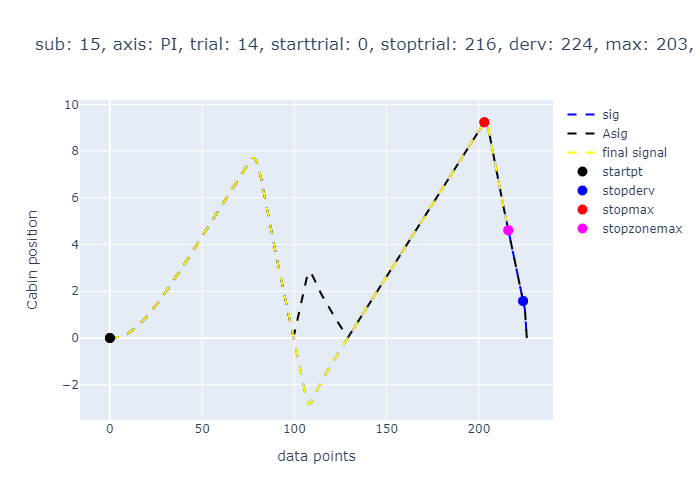 sub: 15, axis: PI, trial: 14, starttrial: 0, stoptrial: 216, derv: 224, max: 203,
10
8
6
4
2
0
−2
0
50
100
150
200
Cabin position
data points
sig
Asig
final signal
startpt
stopderv
stopmax
stopzonemax